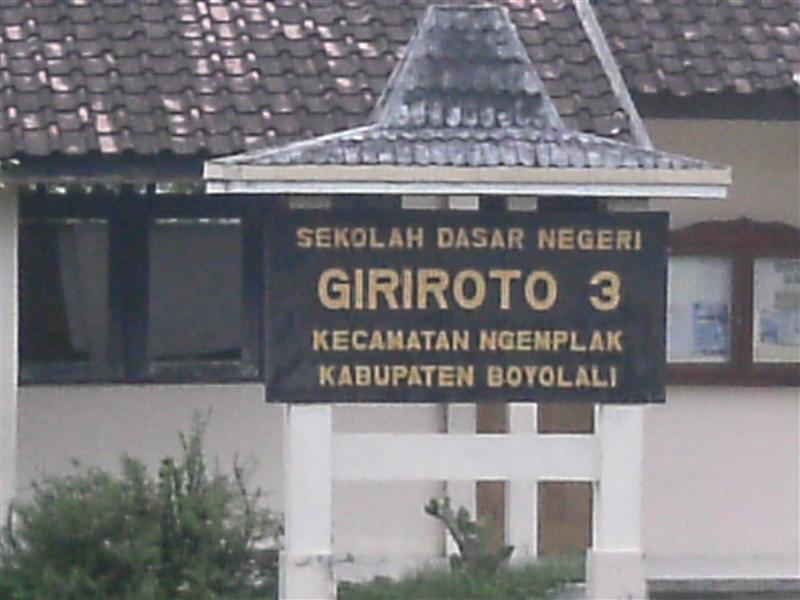 SEKOLAH DASAR NEGERI
GIRIROTO 3
KECAMATAN NGEMPLAK
KABUPATEN BOYOLALI